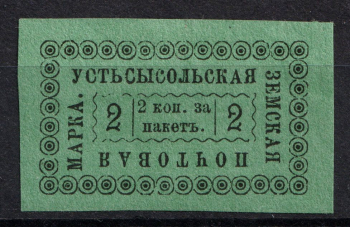 УСТЬСЫСОЛЬСКАЯ
ЗЕМСКАЯ
ПОЧТОВАЯ
МАРКА.
2
2 коп. за
пакетъ.
2